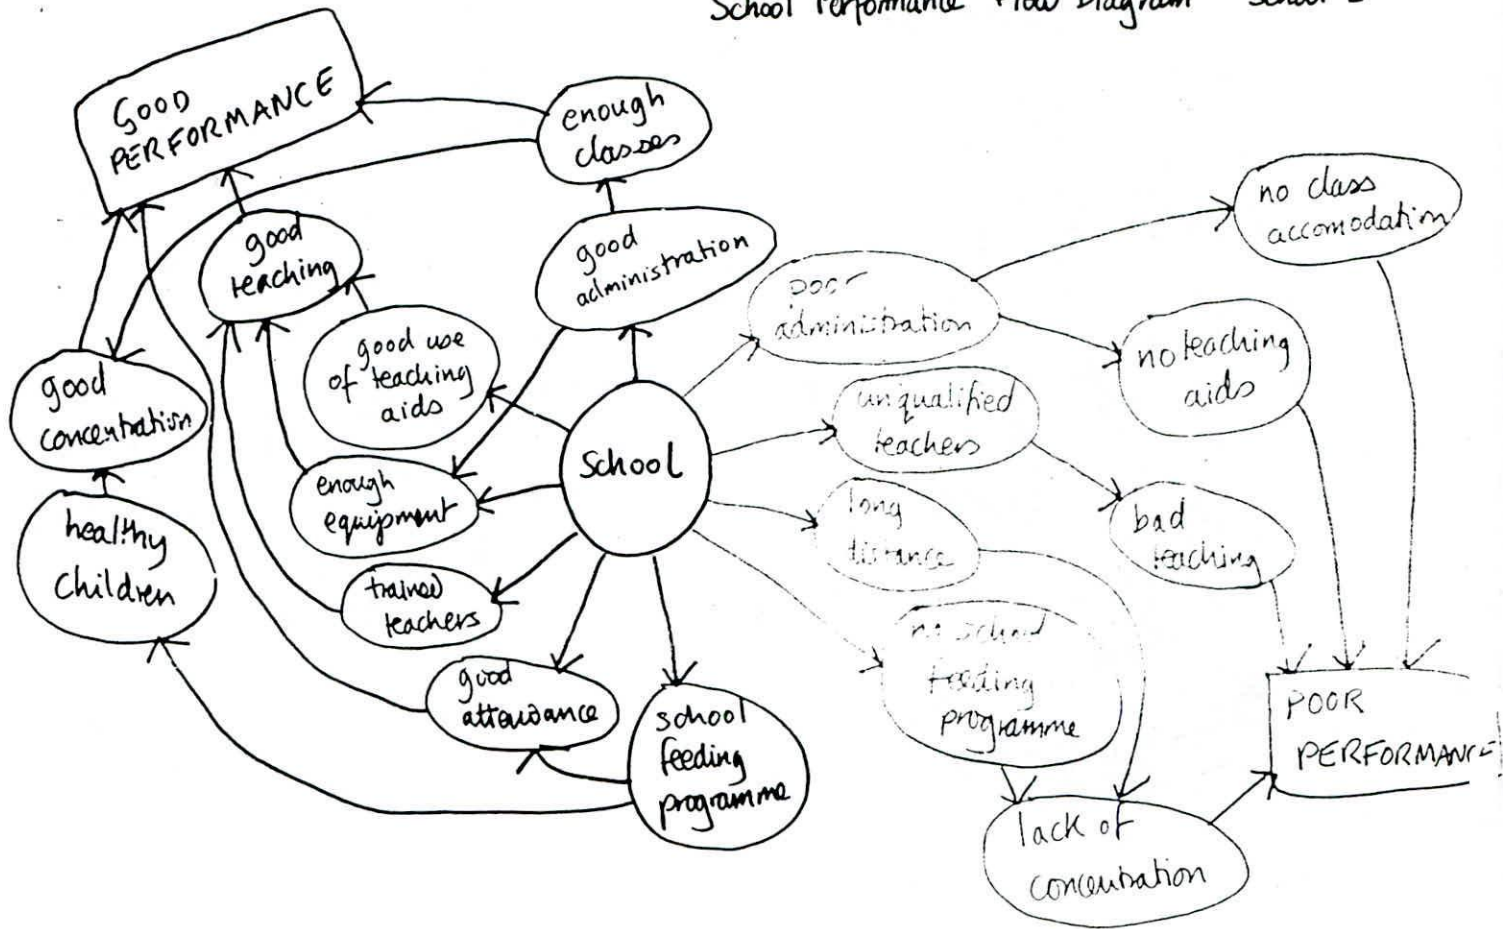 School Performance Flow Diagram School
GOOD
PERFORMANCE
enough
classes
good
teaching
good
administration
good use
of teaching
aids
good
concentration
enough
equipment
School
healthy
children
trained
teachers
good
attendance
school
feeding
programme
no class
accomodation
poor
administration
no teaching
aids
unqualified
teachers
long
distance
bad
teaching
no school
feeding
programme
POOR
PERFORMANCE
lack of
concentration